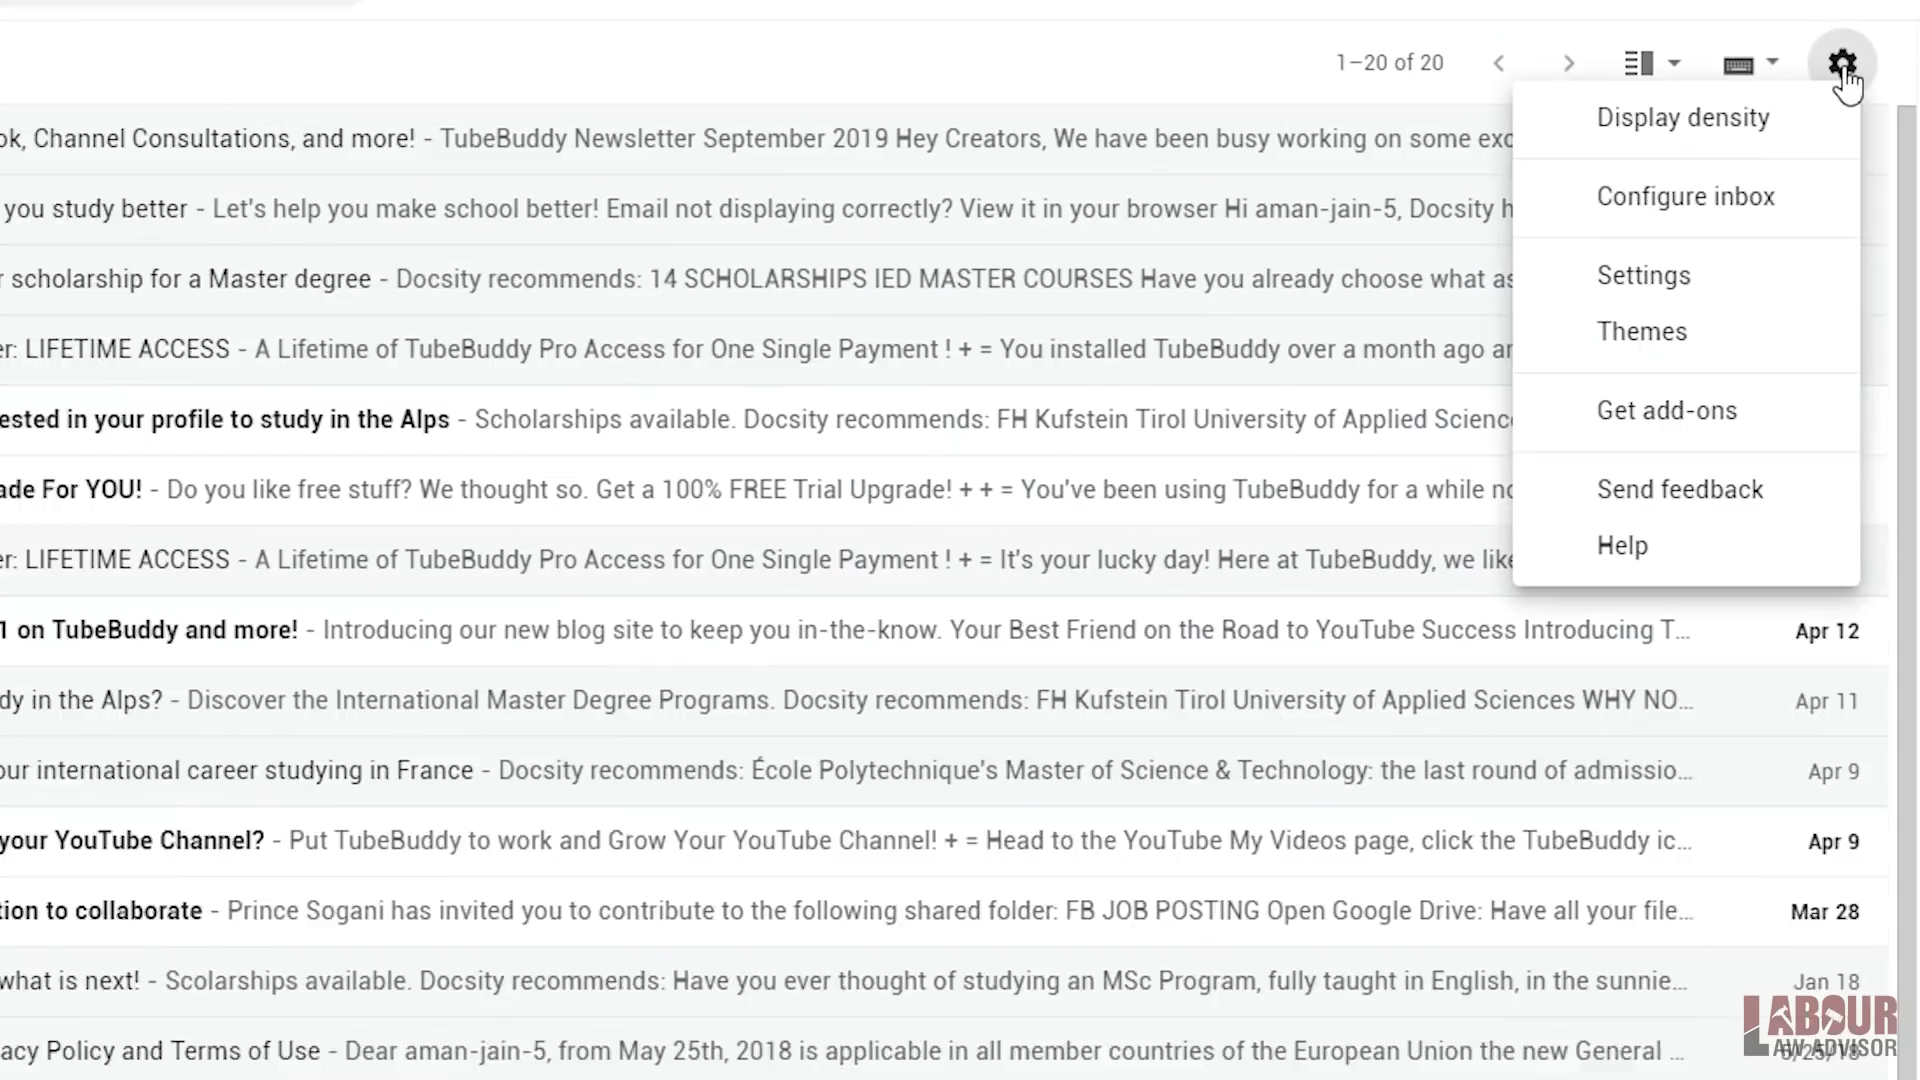 1–20 of 20
Display density
Configure inbox
Settings
Themes
Get add-ons
Send feedback
Help
ok, Channel Consultations, and more! - TubeBuddy Newsletter September 2019 Hey Creators, We have been busy working on some exc
you study better - Let's help you make school better! Email not displaying correctly? View it in your browser Hi aman-jain-5, Docsity h
r scholarship for a Master degree - Docsity recommends: 14 SCHOLARSHIPS IED MASTER COURSES Have you already choose what as
er: LIFETIME ACCESS - A Lifetime of TubeBuddy Pro Access for One Single Payment ! + = You installed TubeBuddy over a month ago an
ested in your profile to study in the Alps - Scholarships available. Docsity recommends: FH Kufstein Tirol University of Applied Science
ade For YOU! - Do you like free stuff? We thought so. Get a 100% FREE Trial Upgrade! + + = You've been using TubeBuddy for a while no
er: LIFETIME ACCESS - A Lifetime of TubeBuddy Pro Access for One Single Payment ! + = It's your lucky day! Here at TubeBuddy, we like
1 on TubeBuddy and more! - Introducing our new blog site to keep you in-the-know. Your Best Friend on the Road to YouTube Success Introducing T... Apr 12
dy in the Alps? - Discover the International Master Degree Programs. Docsity recommends: FH Kufstein Tirol University of Applied Sciences WHY NO... Apr 11
our international career studying in France - Docsity recommends: École Polytechnique's Master of Science & Technology: the last round of admissio... Apr 9
your YouTube Channel? - Put TubeBuddy to work and Grow Your YouTube Channel! + = Head to the YouTube My Videos page, click the TubeBuddy ic... Apr 9
tion to collaborate - Prince Sogani has invited you to contribute to the following shared folder: FB JOB POSTING Open Google Drive: Have all your file... Mar 28
what is next! - Scolarships available. Docsity recommends: Have you ever thought of studying an MSc Program, fully taught in English, in the sunnie... Jan 18
acy Policy and Terms of Use - Dear aman-jain-5, from May 25th, 2018 is applicable in all member countries of the European Union the new General ... 5/25/18
LABOUR
LAW ADVISOR